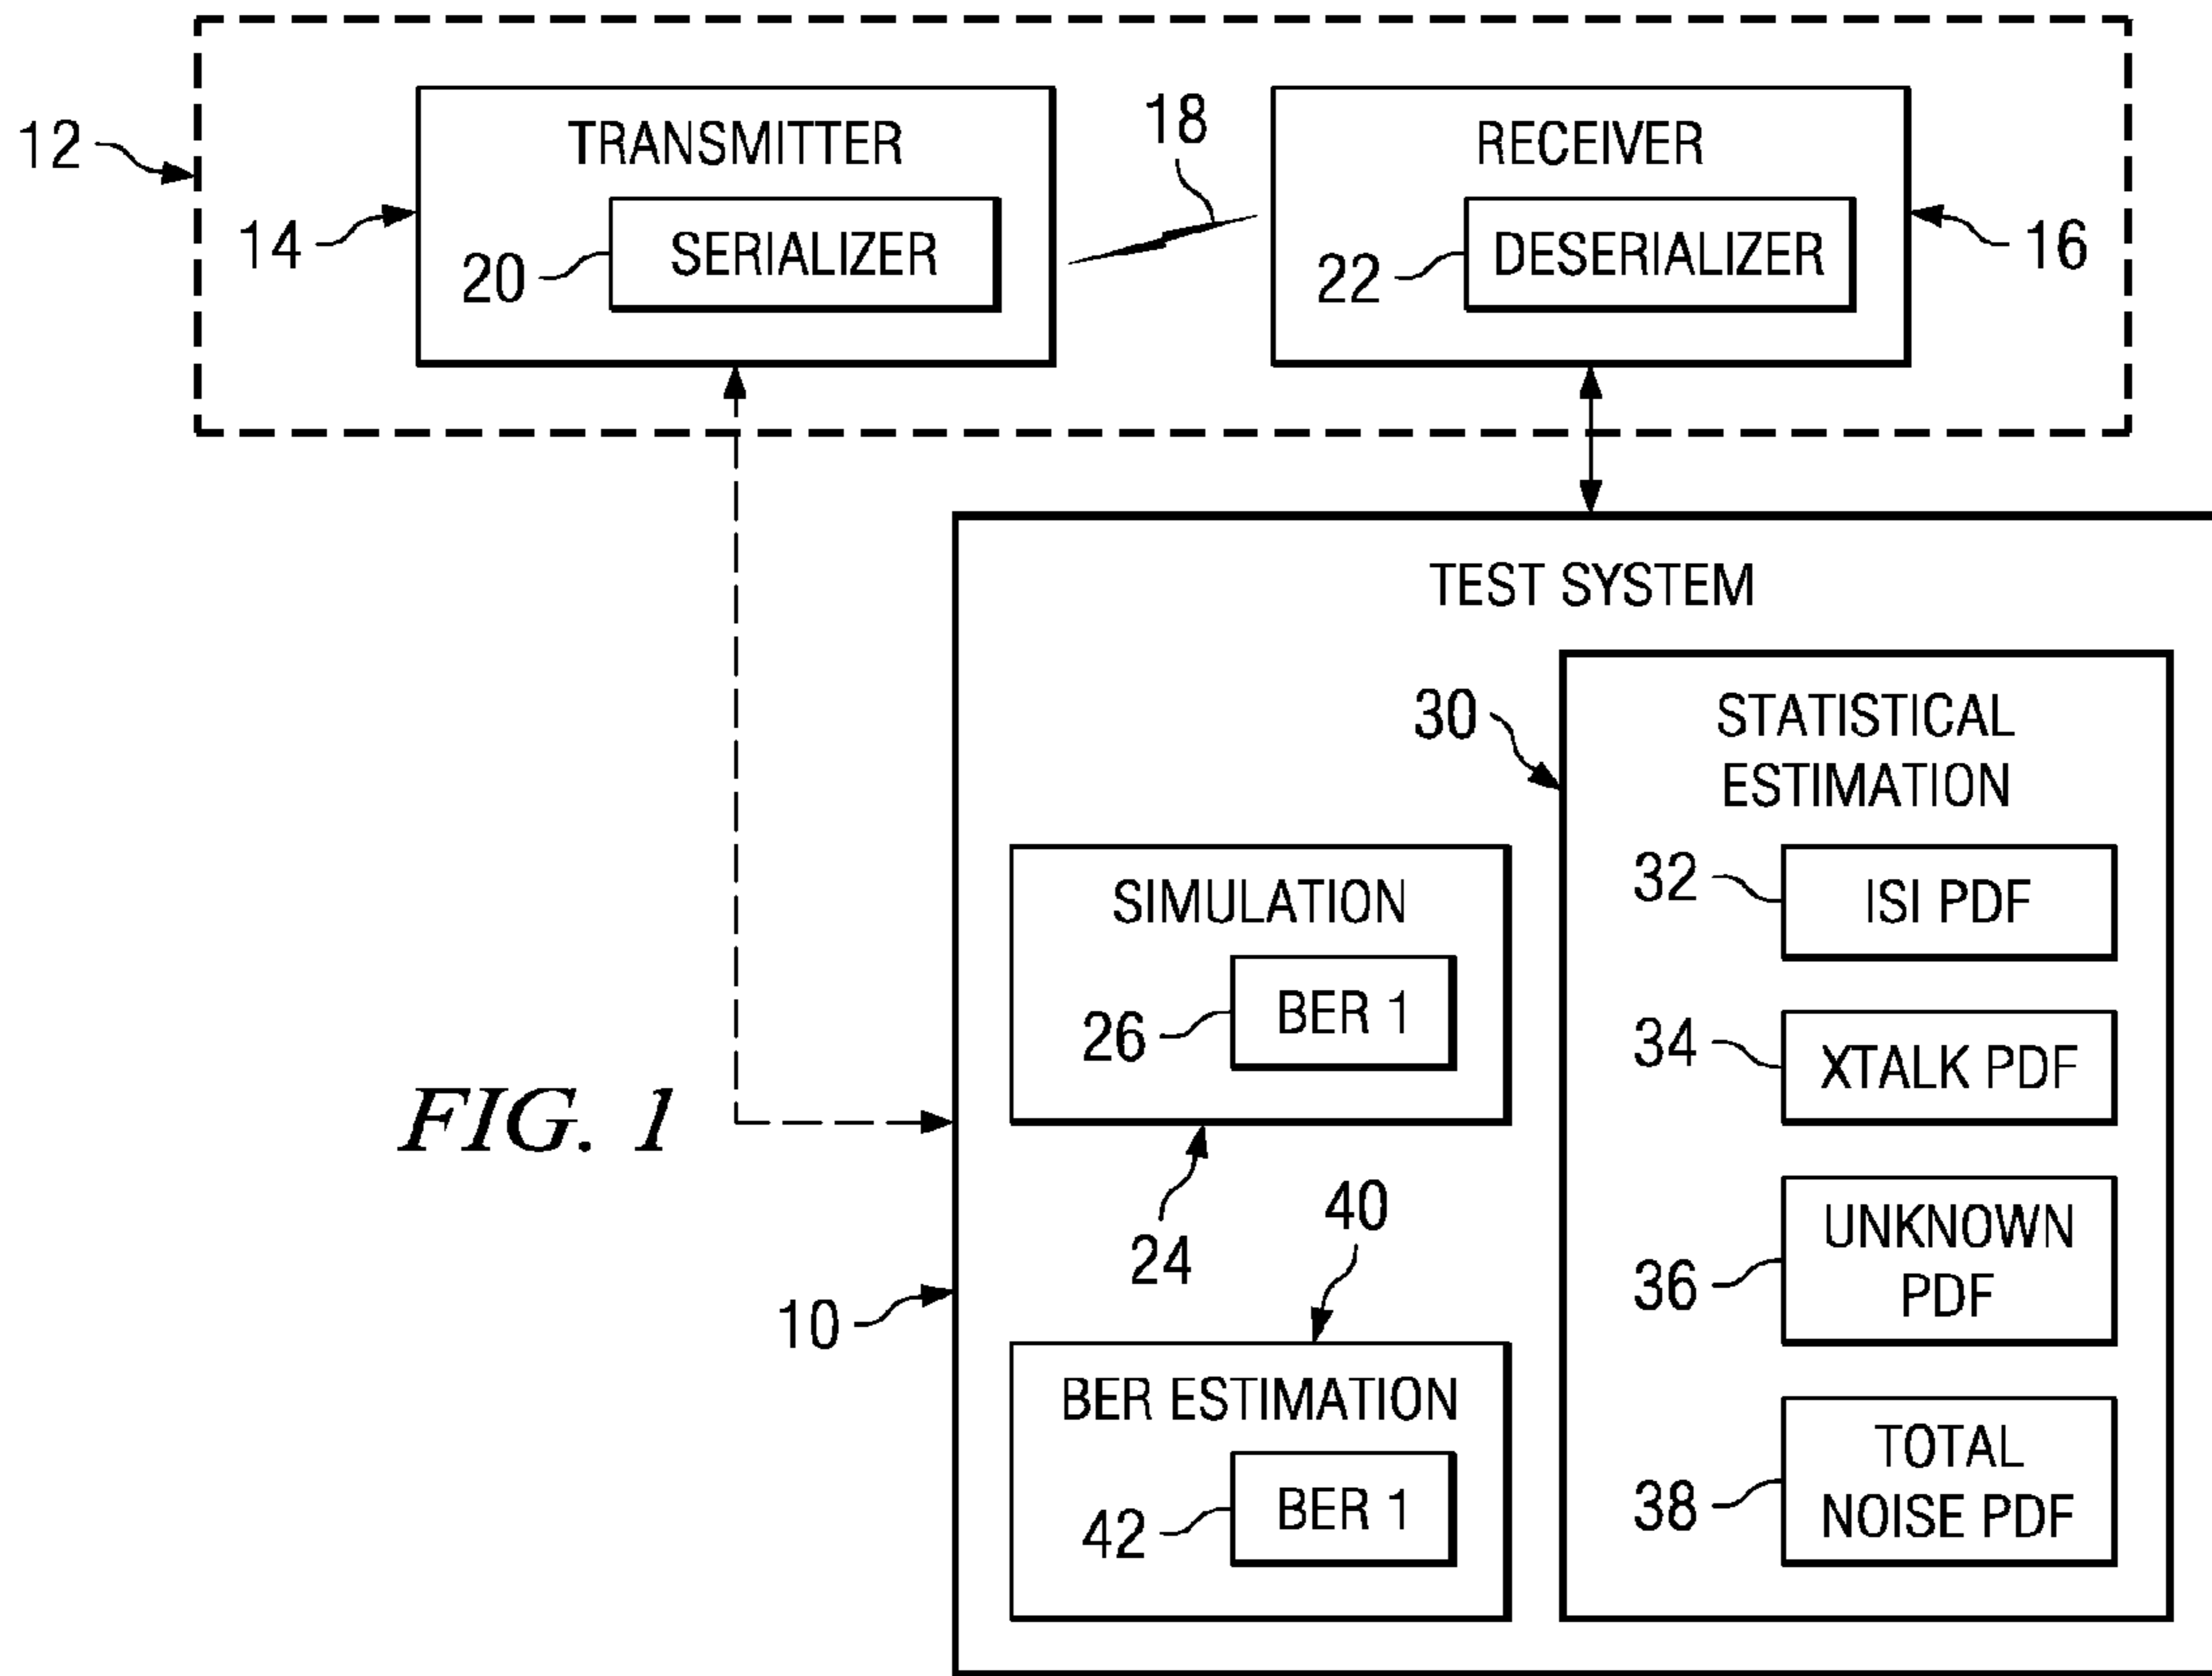 12
14
TRANSMITTER
20
SERIALIZER
18
RECEIVER
22
DESERIALIZER
16
TEST SYSTEM
30
STATISTICAL
ESTIMATION
32
ISI PDF
34
XTALK PDF
36
UNKNOWN
PDF
38
TOTAL
NOISE PDF
SIMULATION
26
BER 1
24
40
10
BER ESTIMATION
42
BER 1
FIG. 1